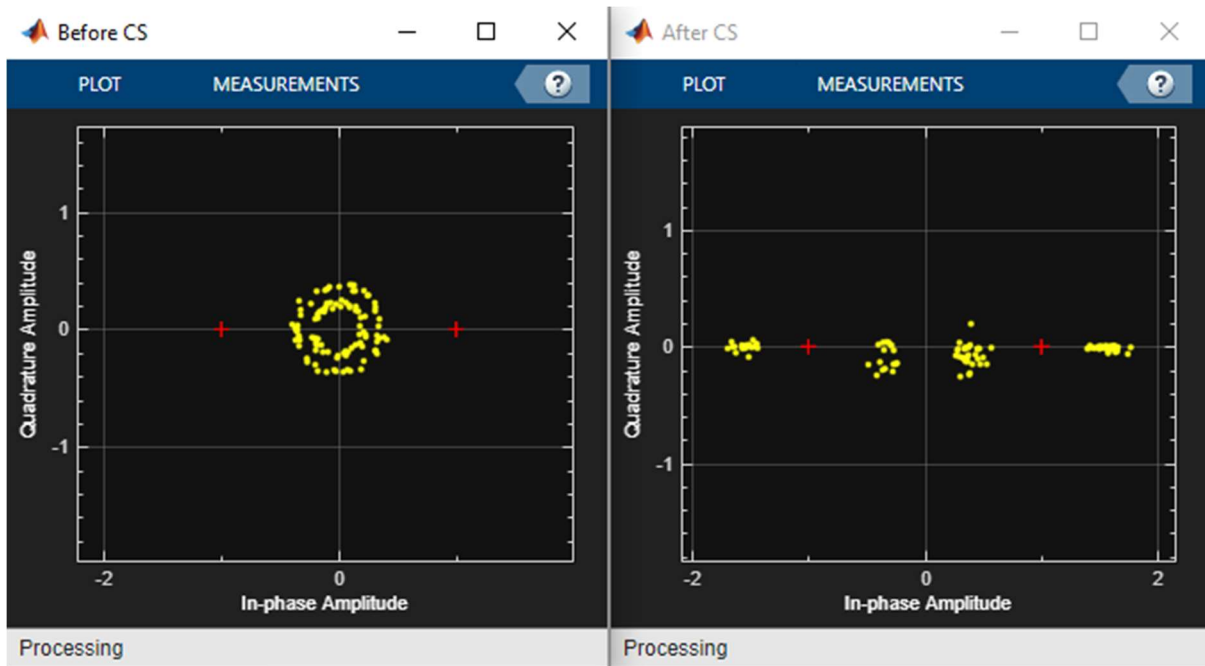 Before CS
PLOT MEASUREMENTS ?
Quadrature Amplitude
1
0
-1
-2 0
In-phase Amplitude
Processing
After CS
PLOT MEASUREMENTS ?
Quadrature Amplitude
1
0
-1
-2 0 2
In-phase Amplitude
Processing